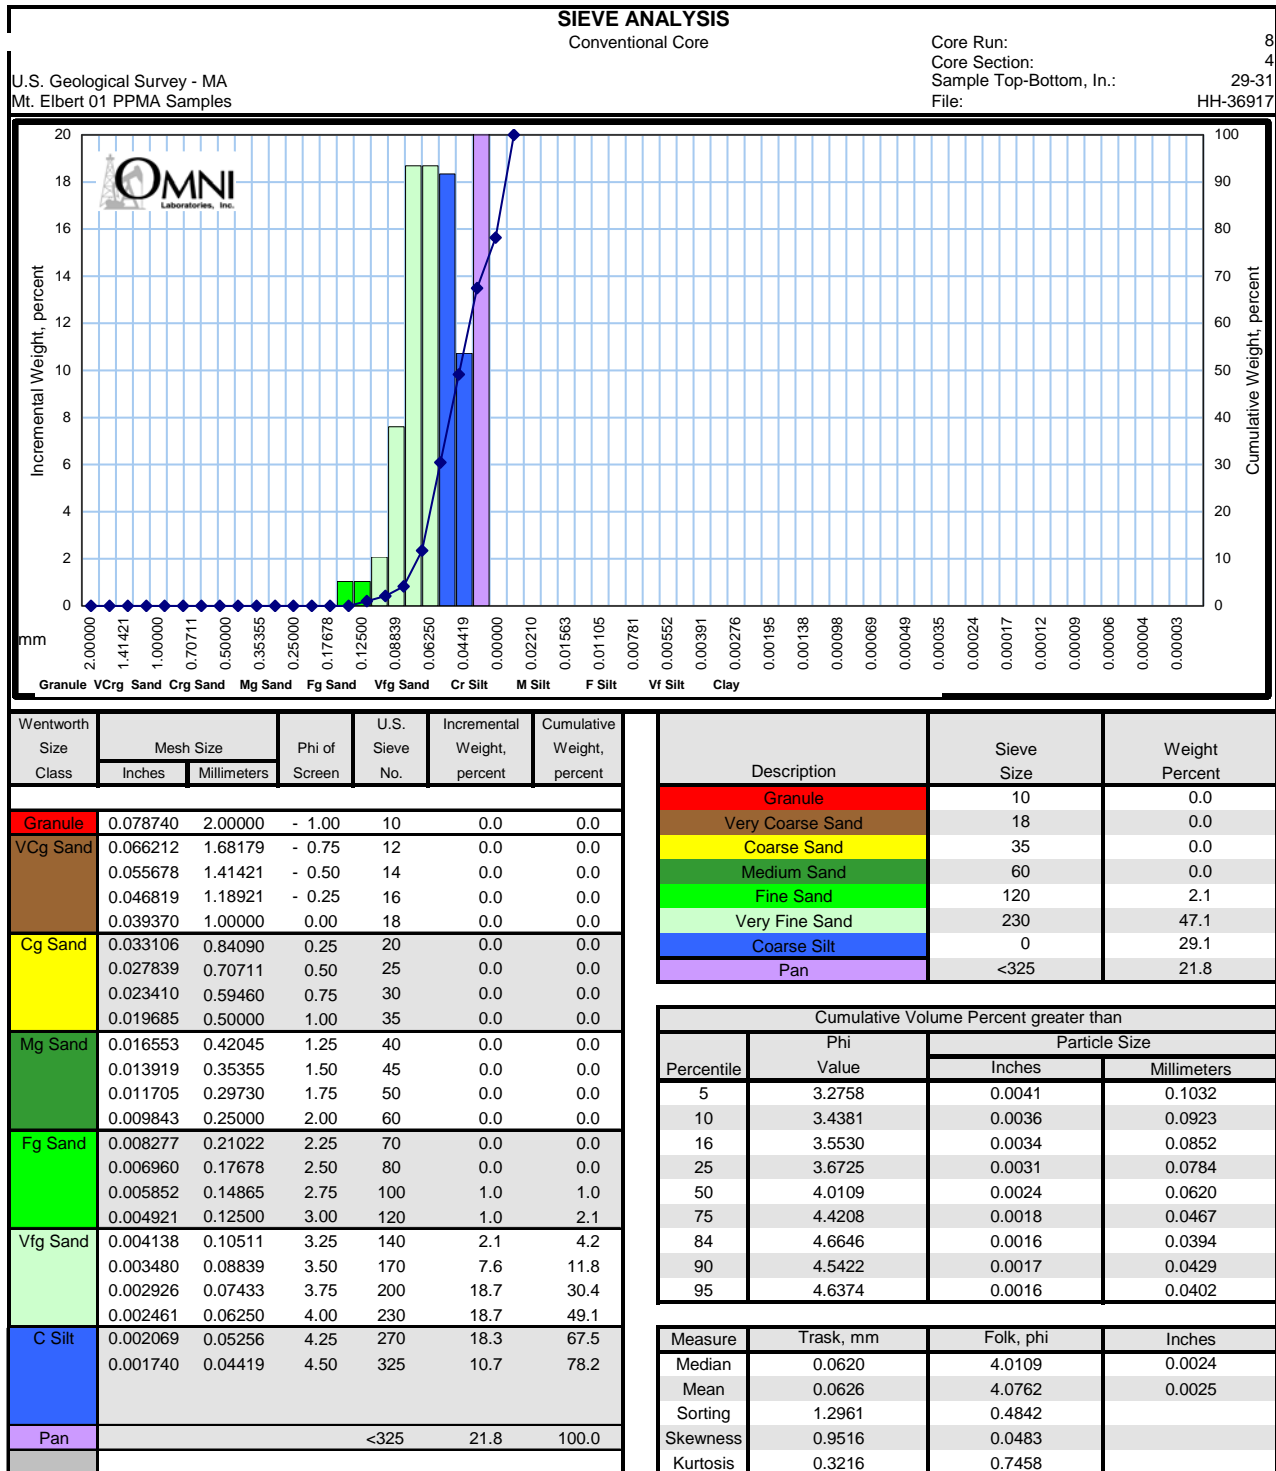 SIEVE ANALYSIS
Conventional Core
Core Run: 8
Core Section: 4
U.S. Geological Survey - MA Sample Top-Bottom, In.: 29-31
Mt. Elbert 01 PPMA Samples File: HH-36917
OMNI
Laboratories, Inc.
Incremental Weight, percent
20
18
16
14
12
10
8
6
4
2
0
Cumulative Weight, percent
100
90
80
70
60
50
40
30
20
10
0
mm
2.00000 1.41421 1.00000 0.70711 0.50000 0.35355 0.25000 0.17678 0.12500 0.08839 0.06250 0.04419 0.00000 0.02210 0.01563 0.01105 0.00781 0.00552 0.00391 0.00276 0.00195 0.00138 0.00098 0.00069 0.00049 0.00035 0.00024 0.00017 0.00012 0.00009 0.00006 0.00004 0.00003
Granule VCrg Sand Crg Sand Mg Sand Fg Sand Vfg Sand Cr Silt M Silt F Silt Vf Silt Clay
Wentworth U.S. Incremental Cumulative
Size Mesh Size Phi of Sieve Weight, Weight,
Class Inches Millimeters Screen No. percent percent
Granule 0.078740 2.00000 - 1.00 10 0.0 0.0
VCg Sand 0.066212 1.68179 - 0.75 12 0.0 0.0
0.055678 1.41421 - 0.50 14 0.0 0.0
0.046819 1.18921 - 0.25 16 0.0 0.0
0.039370 1.00000 0.00 18 0.0 0.0
Cg Sand 0.033106 0.84090 0.25 20 0.0 0.0
0.027839 0.70711 0.50 25 0.0 0.0
0.023410 0.59460 0.75 30 0.0 0.0
0.019685 0.50000 1.00 35 0.0 0.0
Mg Sand 0.016553 0.42045 1.25 40 0.0 0.0
0.013919 0.35355 1.50 45 0.0 0.0
0.011705 0.29730 1.75 50 0.0 0.0
0.009843 0.25000 2.00 60 0.0 0.0
Fg Sand 0.008277 0.21022 2.25 70 0.0 0.0
0.006960 0.17678 2.50 80 0.0 0.0
0.005852 0.14865 2.75 100 1.0 1.0
0.004921 0.12500 3.00 120 1.0 2.1
Vfg Sand 0.004138 0.10511 3.25 140 2.1 4.2
0.003480 0.08839 3.50 170 7.6 11.8
0.002926 0.07433 3.75 200 18.7 30.4
0.002461 0.06250 4.00 230 18.7 49.1
C Silt 0.002069 0.05256 4.25 270 18.3 67.5
0.001740 0.04419 4.50 325 10.7 78.2
Pan <325 21.8 100.0
Sieve Weight
Description Size Percent
Granule 10 0.0
Very Coarse Sand 18 0.0
Coarse Sand 35 0.0
Medium Sand 60 0.0
Fine Sand 120 2.1
Very Fine Sand 230 47.1
Coarse Silt 0 29.1
Pan <325 21.8
Cumulative Volume Percent greater than
Phi Particle Size
Percentile Value Inches Millimeters
5 3.2758 0.0041 0.1032
10 3.4381 0.0036 0.0923
16 3.5530 0.0034 0.0852
25 3.6725 0.0031 0.0784
50 4.0109 0.0024 0.0620
75 4.4208 0.0018 0.0467
84 4.6646 0.0016 0.0394
90 4.5422 0.0017 0.0429
95 4.6374 0.0016 0.0402
Measure Trask, mm Folk, phi Inches
Median 0.0620 4.0109 0.0024
Mean 0.0626 4.0762 0.0025
Sorting 1.2961 0.4842
Skewness 0.9516 0.0483
Kurtosis 0.3216 0.7458